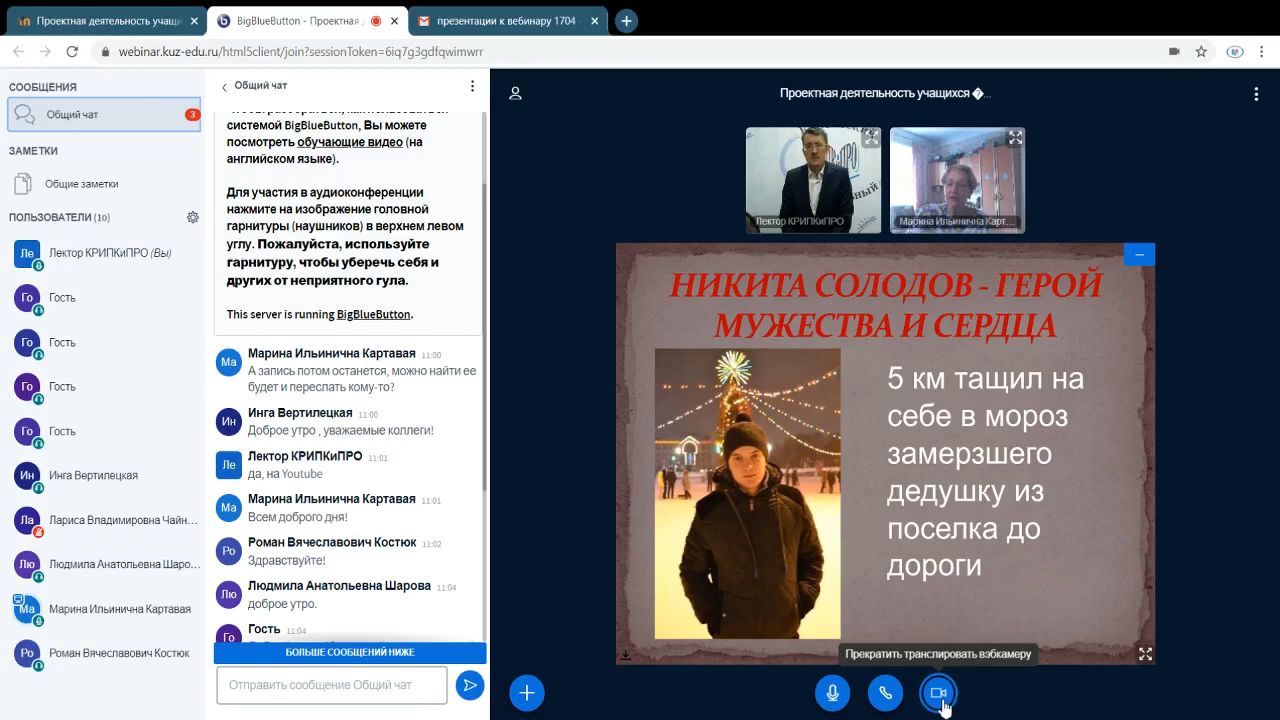 Проектная деятельность учащи
BigBlueButton - Проектная
презентации к вебинару 1704
webinar.kuz-edu.ru/html5client/join?sessionToken=6iq7g3gdfqwimwrr
СООБЩЕНИЯ
Общий чат
3
ЗАМЕТКИ
Общие заметки
ПОЛЬЗОВАТЕЛИ (10)
Ле
Лектор КРИПКиПРО (Вы)
Го
Гость
Го
Гость
Го
Гость
Го
Гость
Ин
Инга Вертилецкая
Ла
Лариса Владимировна Чайн...
Лю
Людмила Анатольевна Шаро...
Ма
Марина Ильинична Картавая
Ро
Роман Вячеславович Костюк
Общий чат
системой BigBlueButton, Вы можете
посмотреть обучающие видео (на
английском языке).
Для участия в аудиоконференции
нажмите на изображение головной
гарнитуры (наушников) в верхнем левом
углу. Пожалуйста, используйте
гарнитуру, чтобы уберечь себя и
других от неприятного гула.
This server is running BigBlueButton.
Ма
Марина Ильинична Картавая 11:00
А запись потом останется, можно найти ее
будет и переслать кому-то?
Ин
Инга Вертилецкая 11:00
Доброе утро , уважаемые коллеги!
Ле
Лектор КРИПКиПРО 11:01
да, на Youtube
Ма
Марина Ильинична Картавая 11:01
Всем доброго дня!
Ро
Роман Вячеславович Костюк 11:02
Здравствуйте!
Лю
Людмила Анатольевна Шарова 11:04
доброе утро.
Го
Гость 11:04
БОЛЬШЕ СООБЩЕНИЙ НИЖЕ
Отправить сообщение Общий чат
Проектная деятельность учащихся �...
Лектор КРИПКиПРО
Марина Ильинична Карт...
НИКИТА СОЛОДОВ - ГЕРОЙ
МУЖЕСТВА И СЕРДЦА
5 км тащил на
себе в мороз
замерзшего
дедушку из
поселка до
дороги
Прекратить транслировать вэбкамеру